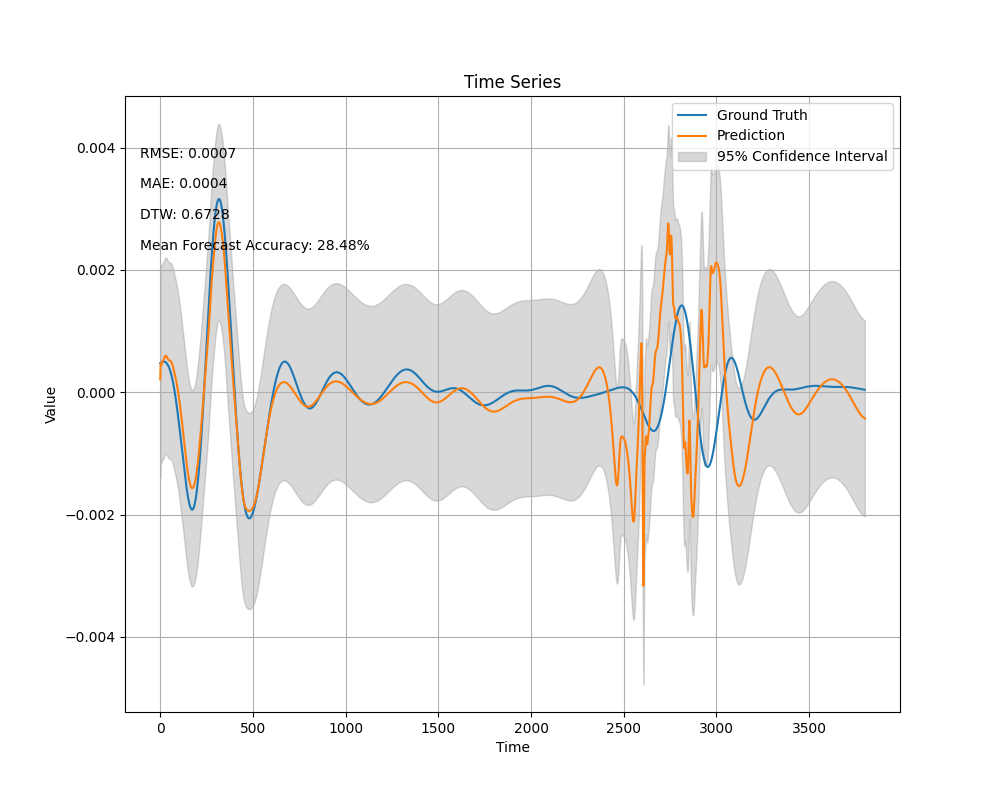 Time Series
Ground Truth
Prediction
95% Confidence Interval
RMSE: 0.0007
MAE: 0.0004
DTW: 0.6728
Mean Forecast Accuracy: 28.48%
0.004
0.002
0.000
−0.002
−0.004
Value
0 500 1000 1500 2000 2500 3000 3500
Time